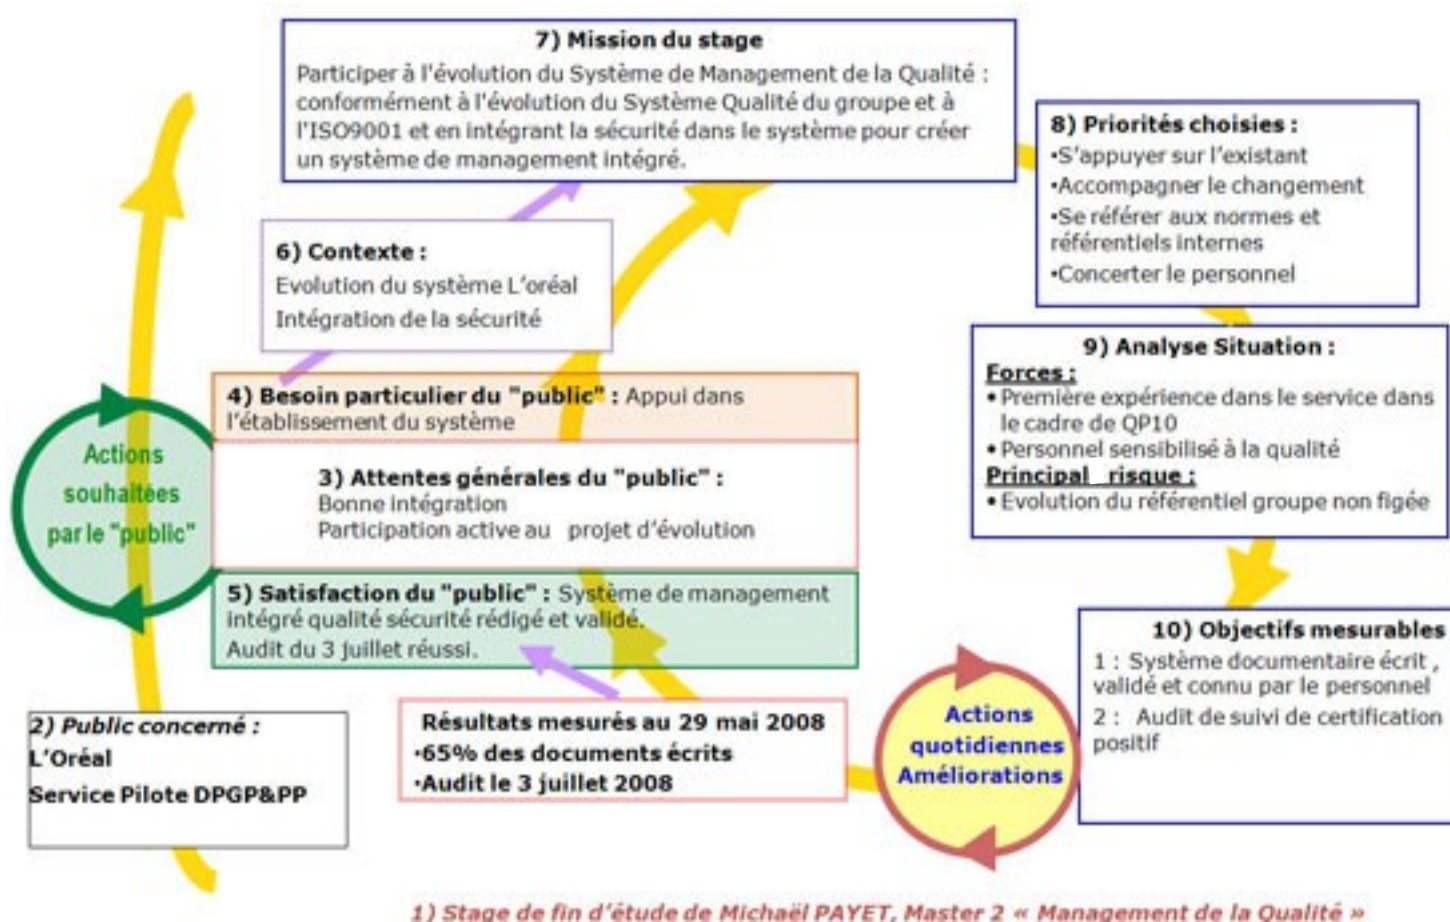 7) Mission du stage
Participer à l'évolution du Système de Management de la Qualité :
conformément à l'évolution du Système Qualité du groupe et à
l'ISO9001 et en intégrant la sécurité dans le système pour créer
un système de management intégré.
8) Priorités choisies :
•S'appuyer sur l'existant
•Accompagner le changement
•Se référer aux normes et
référentiels internes
•Concerter le personnel
6) Contexte :
Evolution du système L'oréal
Intégration de la sécurité
9) Analyse Situation :
Forces :
• Première expérience dans le service dans
le cadre de QP10
• Personnel sensibilisé à la qualité
Principal risque :
• Evolution du référentiel groupe non figée
4) Besoin particulier du "public" : Appui dans
l'établissement du système
Actions
souhaitées
par le "public"
3) Attentes générales du "public" :
Bonne intégration
Participation active au projet d'évolution
5) Satisfaction du "public" : Système de management
intégré qualité sécurité rédigé et validé.
Audit du 3 juillet réussi.
10) Objectifs mesurables
1 : Système documentaire écrit ,
validé et connu par le personnel
2 : Audit de suivi de certification
positif
2) Public concerné :
L'Oréal
Service Pilote DPGP&PP
Résultats mesurés au 29 mai 2008
•65% des documents écrits
•Audit le 3 juillet 2008
Actions
quotidiennes
Améliorations
1) Stage de fin d'étude de Michaël PAYET, Master 2 « Management de la Qualité »